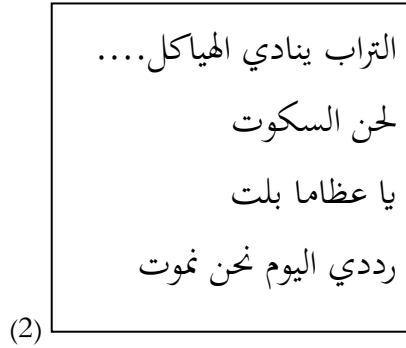 التراب ينادي الهياكل....
لحن السكوت
يا عظاما بلت
رددي اليوم نحن نموت
(2)